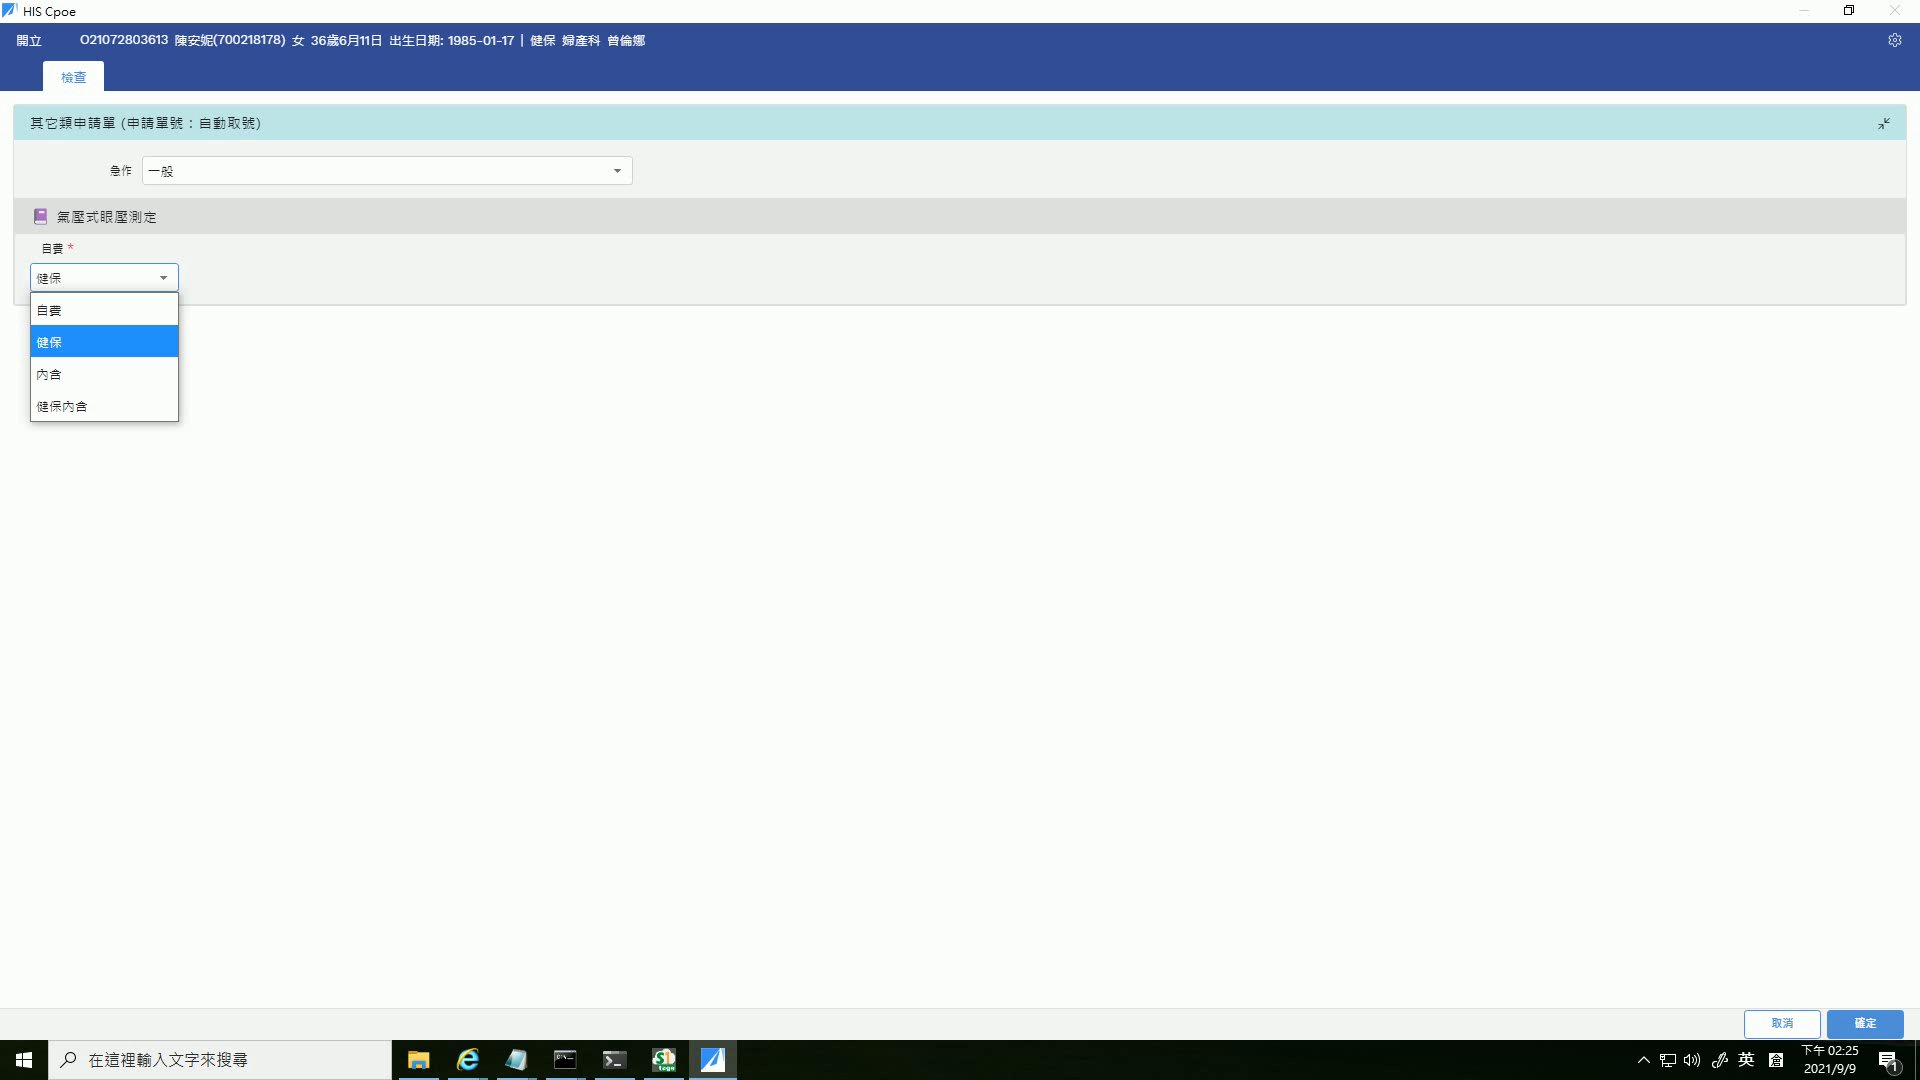 HIS Cpoe
開立 O21072803613 陳安妮(700218178) 女 36歲6月11日 出生日期: 1985-01-17 | 健保 婦產科 曾倫娜
檢查
其它類申請單 (申請單號：自動取號)
急作 一般
氣壓式眼壓測定
自費 *
健保
自費
健保
內含
健保內含
取消 確定
在這裡輸入文字來搜尋
英
下午 02:25
2021/9/9
1